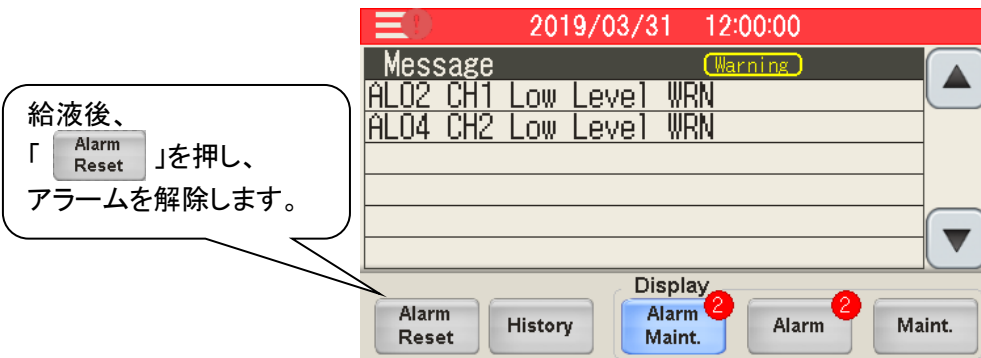 2019/03/31 12:00:00
Message Warning
AL02 CH1 Low Level WRN
AL04 CH2 Low Level WRN
給液後、
「 Alarm Reset 」を押し、
アラームを解除します。
Display
Alarm Reset
History
Alarm Maint. 2
Alarm 2
Maint.